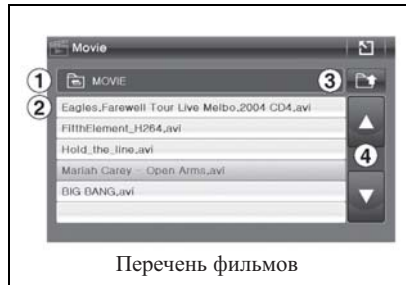 Movie
① MOVIE ③
② Eagles,Farewell Tour Live Melbo,2004 CD4,avi
FifthElement_H264,avi
Hold_the_line,avi
④
Mariah Carey - Open Arms,avi
BIG BANG,avi
Перечень фильмов